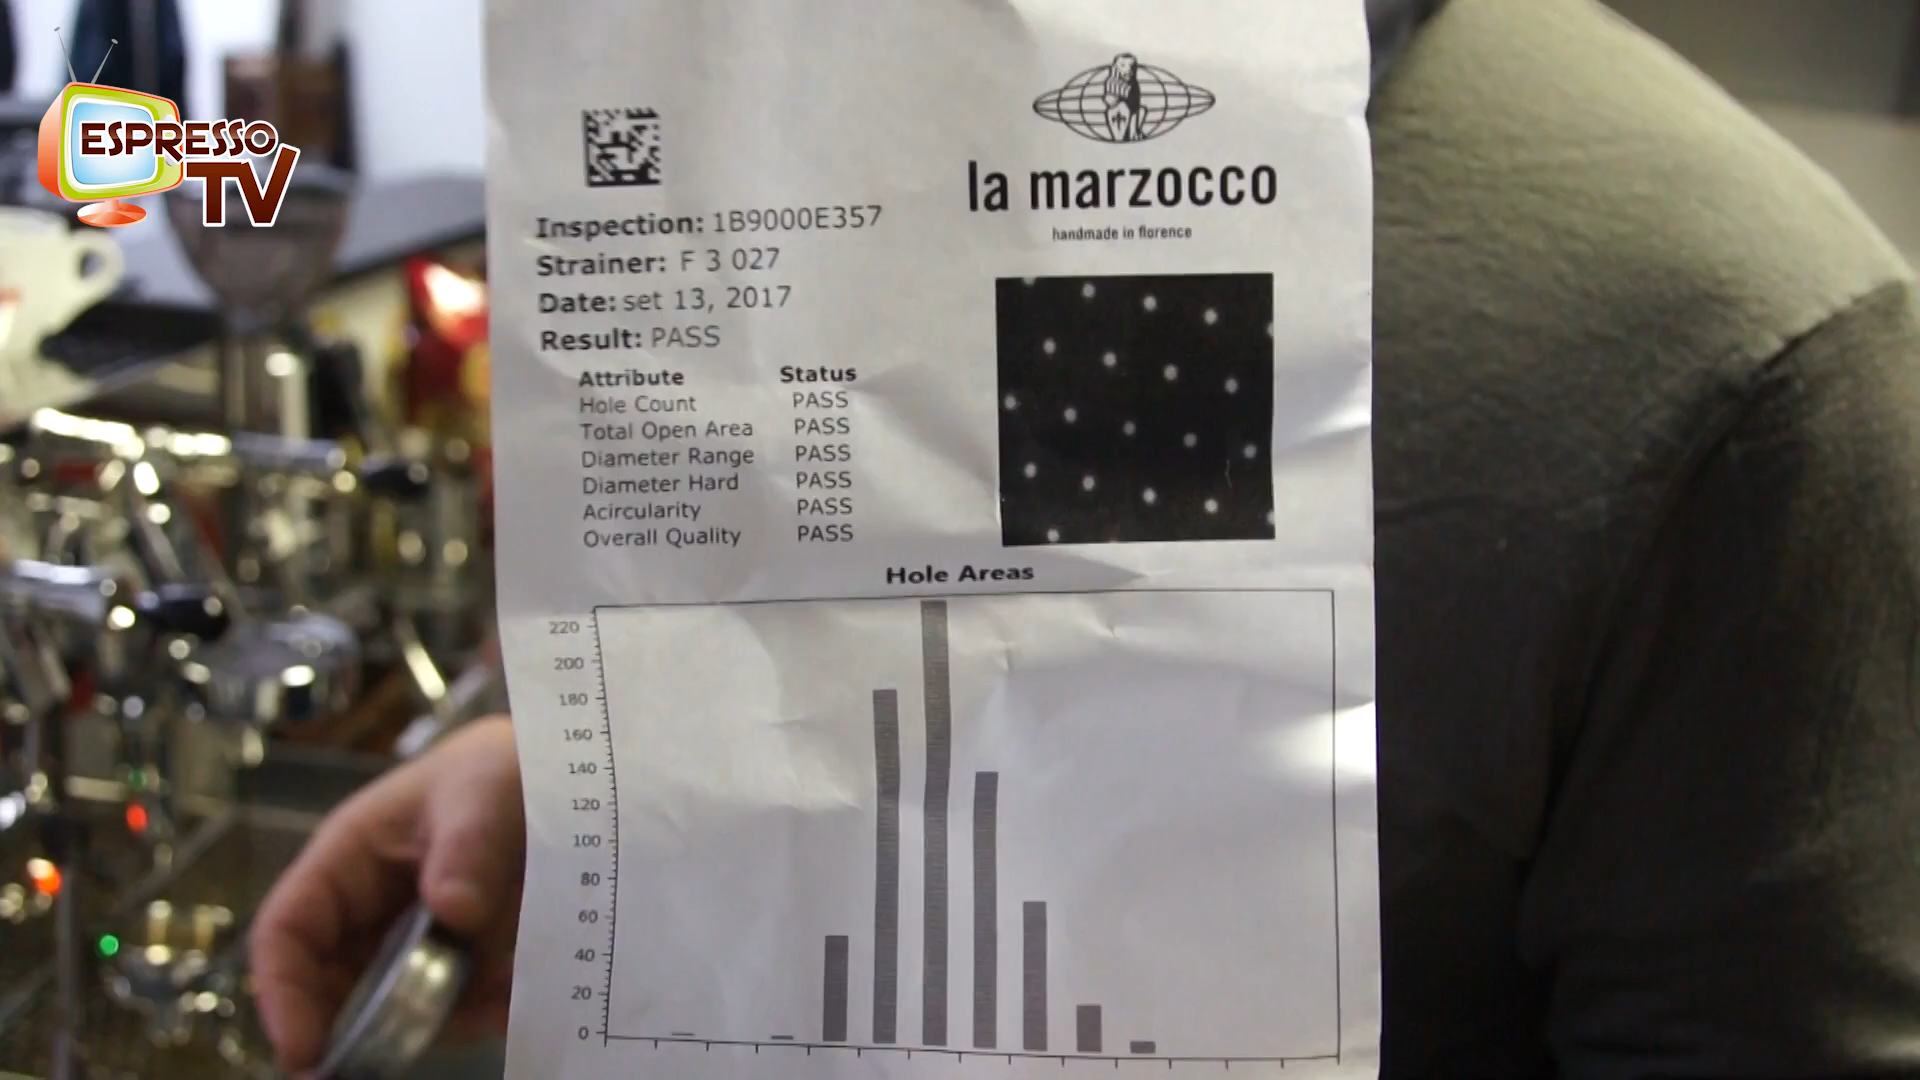 ESPRESSO
TV
la marzocco
handmade in florence
Inspection: 1B9000E357
Strainer: F 3 027
Date: set 13, 2017
Result: PASS
Attribute Status
Hole Count PASS
Total Open Area PASS
Diameter Range PASS
Diameter Hard PASS
Acircularity PASS
Overall Quality PASS
Hole Areas
220
200
180
160
140
120
100
80
60
40
20
0